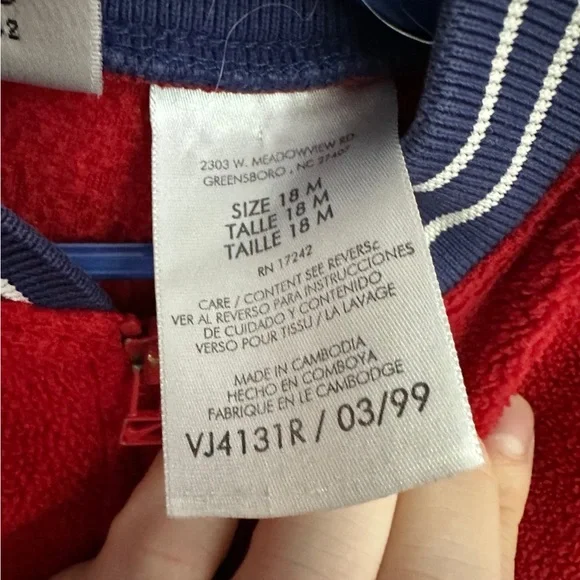 2
2303 W. MEADOWVIEW RD
GREENSBORO , NC 27407
SIZE 18 M
TALLE 18 M
TAILLE 18 M
RN 17242
CARE / CONTENT SEE REVERSE
VER AL REVERSO PARA INSTRUCCIONES
DE CUIDADO Y CONTENIDO
VERSO POUR TISSU / LA LAVAGE
MADE IN CAMBODIA
HECHO EN COMBOYA
FABRIQUE EN LE CAMBODGE
VJ4131R / 03/99